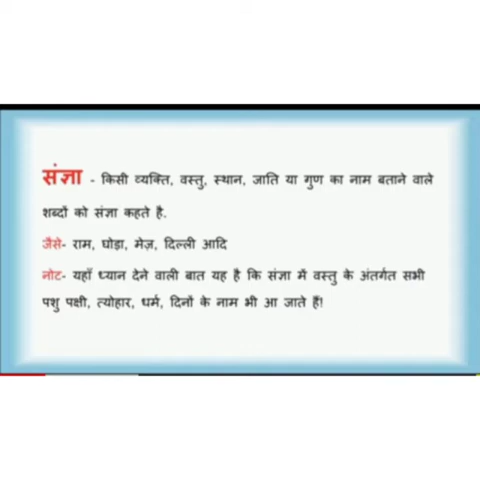 संज्ञा - किसी व्यक्ति, वस्तु, स्थान, जाति या गुण का नाम बताने वाले
शब्दों को संज्ञा कहते है.
जैसे- राम, घोड़ा, मेज़, दिल्ली आदि
नोट- यहाँ ध्यान देने वाली बात यह है कि संज्ञा में वस्तु के अंतर्गत सभी
पशु पक्षी, त्योहार, धर्म, दिनों के नाम भी आ जाते हैं!